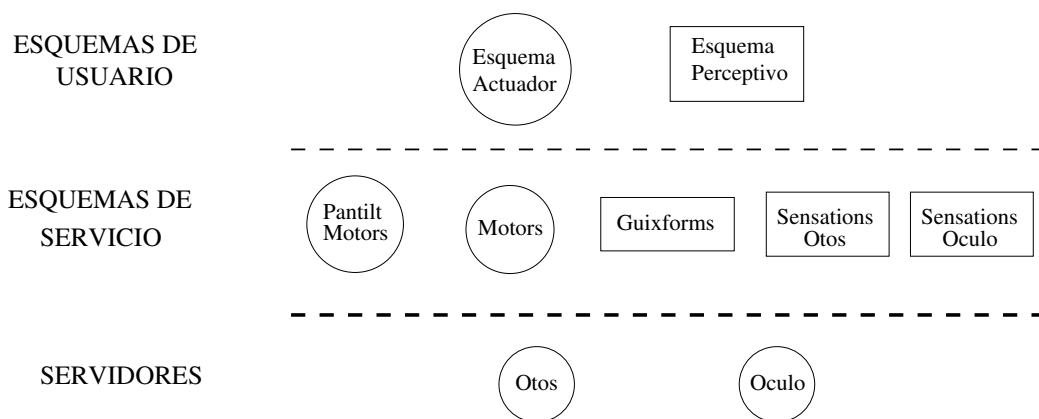 ESQUEMAS DE
USUARIO
Esquema
Actuador
Esquema
Perceptivo
ESQUEMAS DE
SERVICIO
Pantilt
Motors
Motors
Guixforms
Sensations
Otos
Sensations
Oculo
SERVIDORES
Otos
Oculo